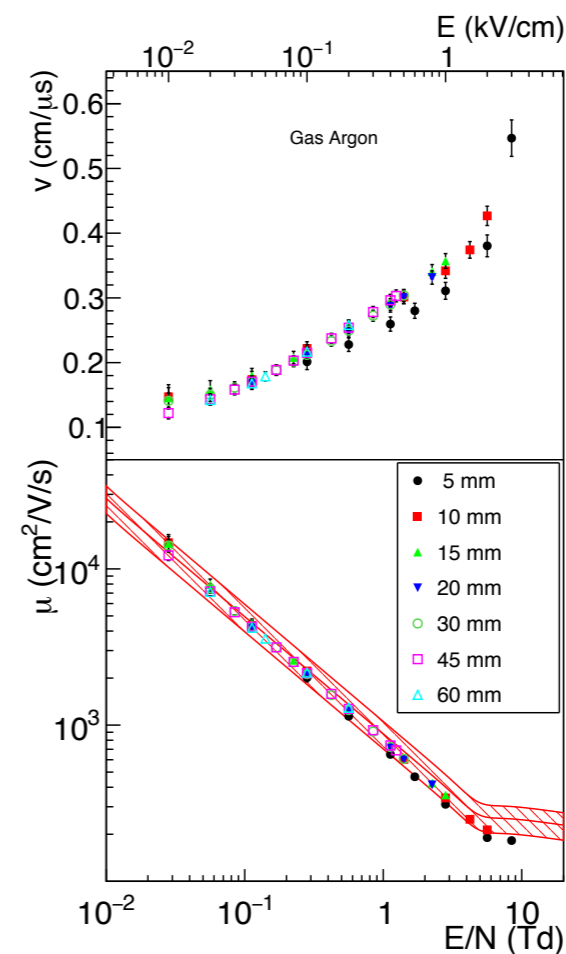 E (kV/cm)
10⁻² 10⁻¹ 1
v (cm/μs)
0.6
Gas Argon
0.5
0.4
0.3
0.2
0.1
μ (cm²/V/s)
5 mm
10 mm
15 mm
20 mm
30 mm
45 mm
60 mm
10⁴
10³
10⁻² 10⁻¹ 1 10
E/N (Td)